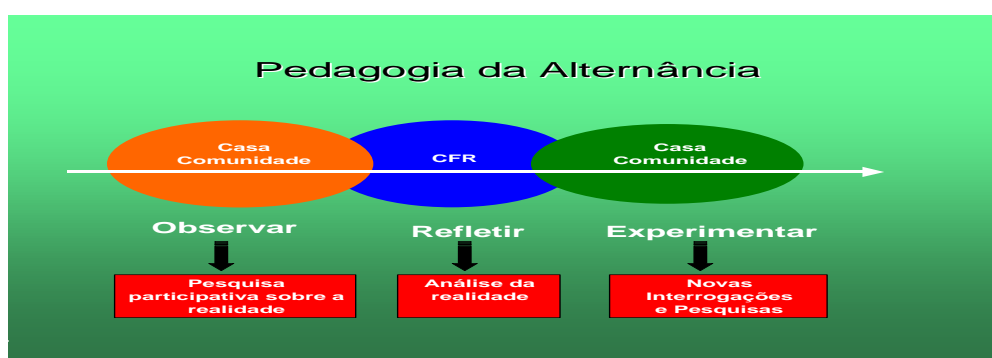 Pedagogia da Alternância
Casa
Comunidade
CFR
Casa
Comunidade
Observar
Refletir
Experimentar
Pesquisa
participativa sobre a
realidade
Análise da
realidade
Novas
Interrogações
e Pesquisas